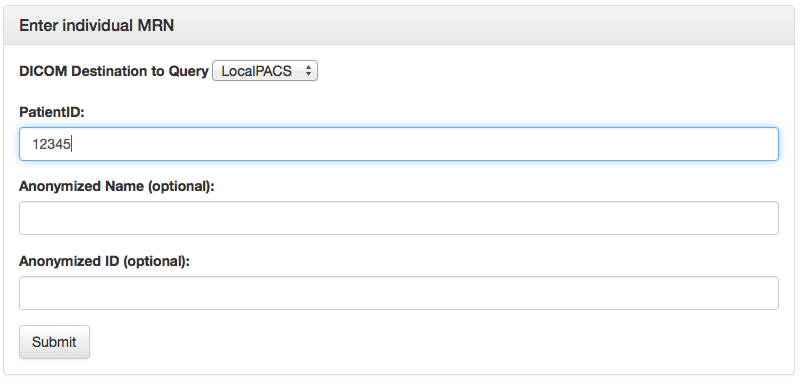 Enter individual MRN
DICOM Destination to Query LocalPACS
PatientID:
12345
Anonymized Name (optional):
Anonymized ID (optional):
Submit